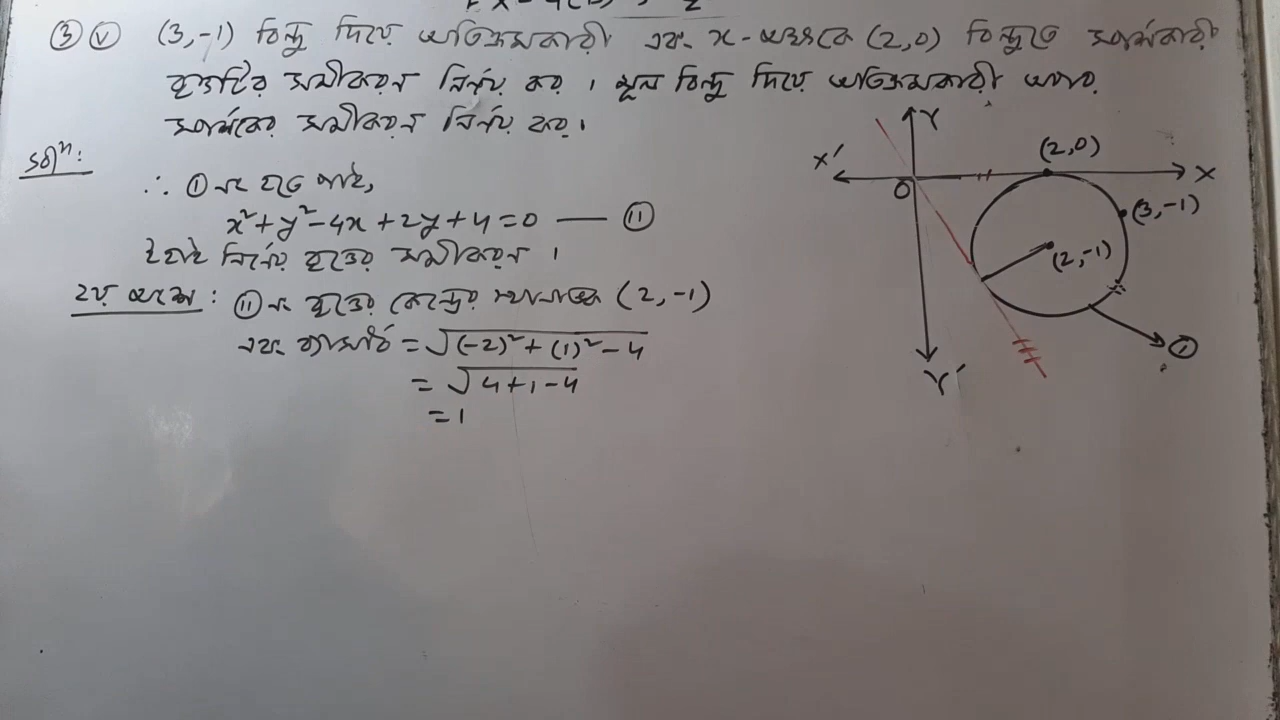 ③ ⓥ (3,-1) বিন্দু দিয়ে অতিক্রমকারী এবং x-অক্ষকে (2,0) বিন্দুতে স্পর্শকারী
বৃত্তটির সমীকরণ নির্ণয় কর। মূল বিন্দু দিয়ে অতিক্রমকারী অপর
স্পর্শকের সমীকরণ নির্ণয় কর।
সমাঃ
∴ ① নং হতে পাই,
x²+y²-4x+2y+4=0 — ⑪
ইহাই নির্ণেয় বৃত্তের সমীকরণ।
২য় অংশ : ⑪ নং বৃত্তের কেন্দ্রের স্থানাঙ্ক (2,-1)
এবং ব্যাসার্ধ = √(-2)²+(1)²-4
= √4+1-4
=1
Y
X'
O
(2,0)
X
(3,-1)
(2,-1)
①
Y'